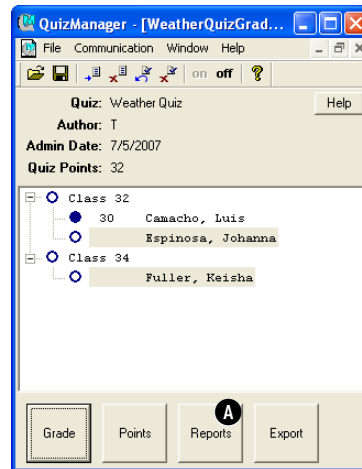 QuizManager - [WeatherQuizGrad...
File Communication Window Help
on off
Quiz: Weather Quiz Help
Author: T
Admin Date: 7/5/2007
Quiz Points: 32
Class 32
30 Camacho, Luis
Espinosa, Johanna
Class 34
Fuller, Keisha
A
Grade Points Reports Export